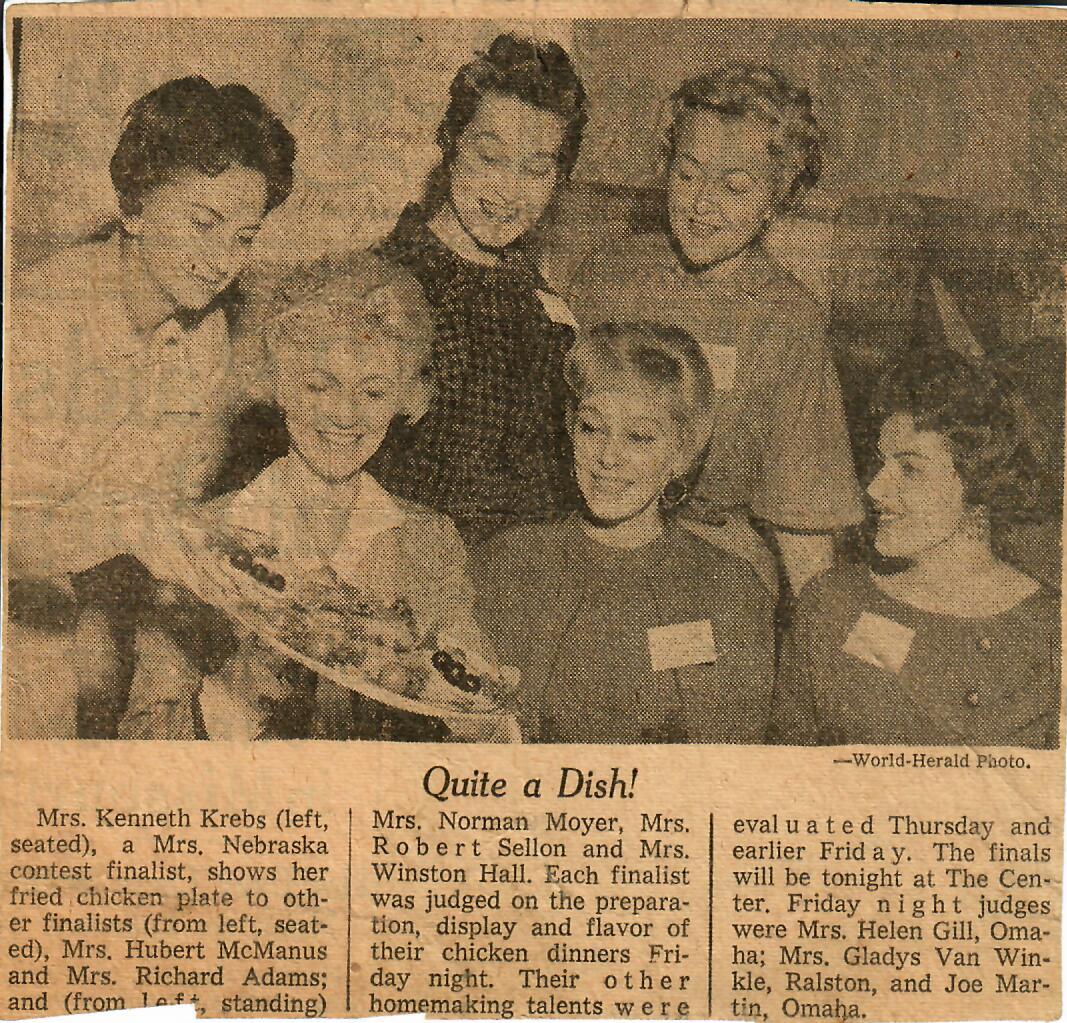 —World-Herald Photo.
Quite a Dish!
Mrs. Kenneth Krebs (left,
seated), a Mrs. Nebraska
contest finalist, shows her
fried chicken plate to oth-
er finalists (from left, seat-
ed), Mrs. Hubert McManus
and Mrs. Richard Adams;
and (from left, standing)
Mrs. Norman Moyer, Mrs.
Robert Sellon and Mrs.
Winston Hall. Each finalist
was judged on the prepara-
tion, display and flavor of
their chicken dinners Fri-
day night. Their other
homemaking talents were
evaluated Thursday and
earlier Friday. The finals
will be tonight at The Cen-
ter. Friday night judges
were Mrs. Helen Gill, Oma-
ha; Mrs. Gladys Van Win-
kle, Ralston, and Joe Mar-
tin, Omaha.